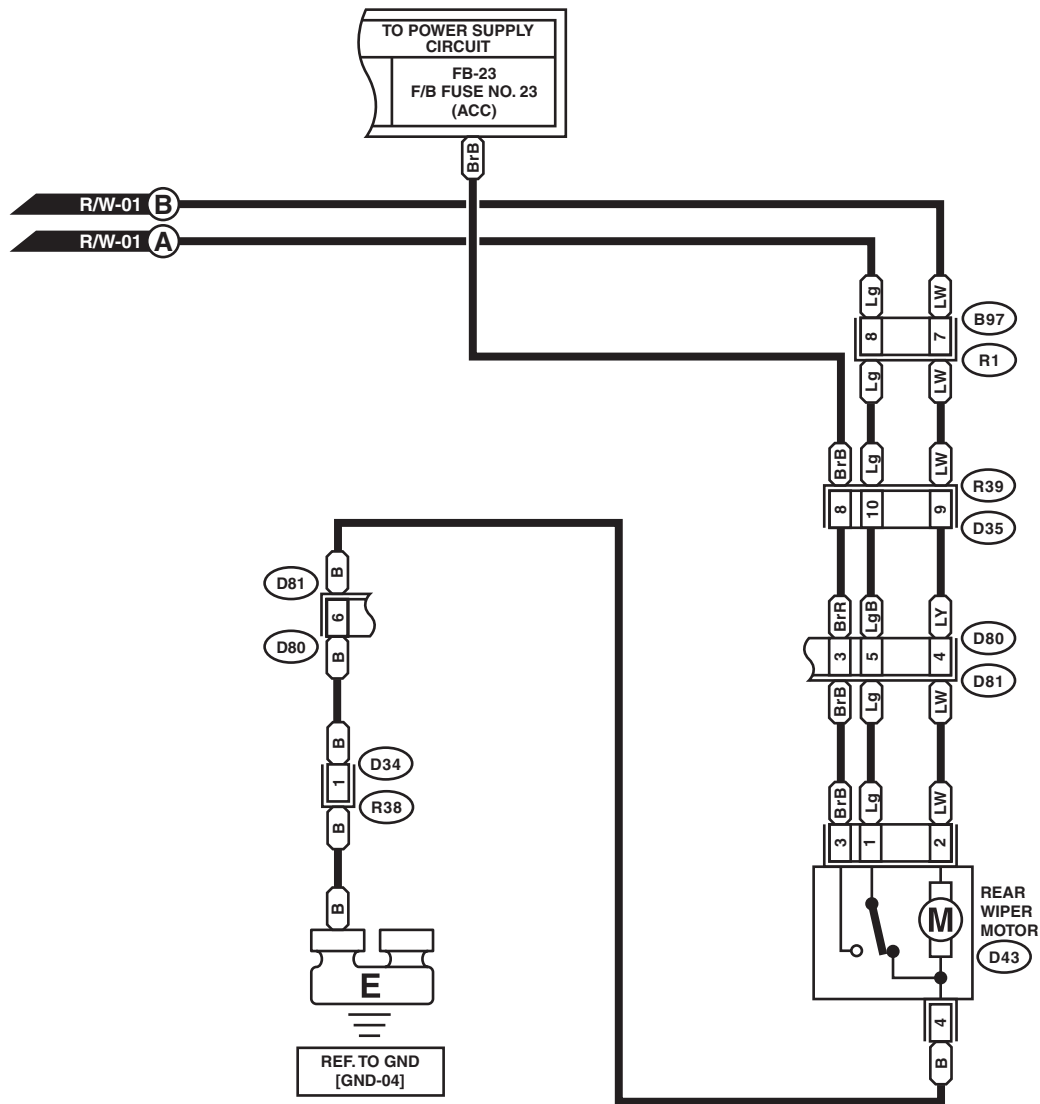 TO POWER SUPPLY
CIRCUIT
FB-23
F/B FUSE NO. 23
(ACC)
BrB
R/W-01 B
R/W-01 A
Lg LW
8 7
B97
R1
Lg LW
BrB Lg LW
8 10 9
R39
D35
B
D81
6
D80
B
BrR LgB LY
3 5 4
D80
D81
BrB Lg LW
B
1
D34
R38
B
BrB Lg LW
3 1 2
B
E
M
REAR
WIPER
MOTOR
D43
4
B
REF. TO GND
[GND-04]